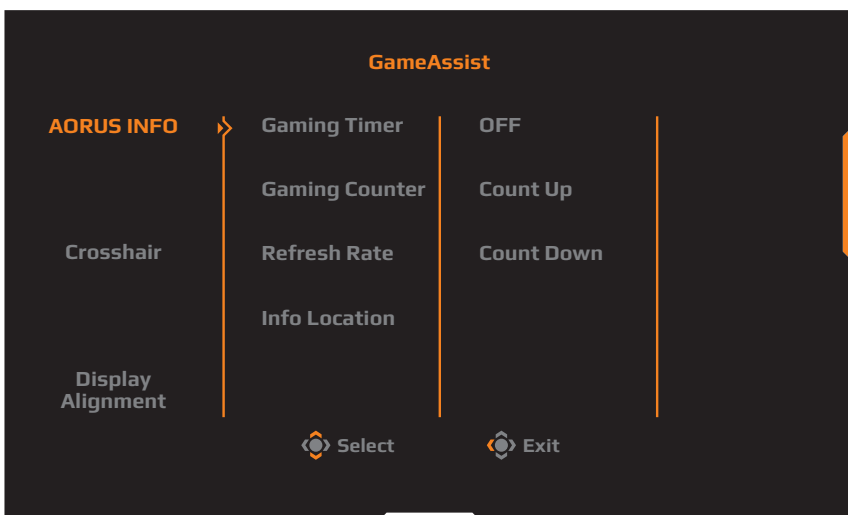 GameAssist
AORUS INFO
Gaming Timer
OFF
Gaming Counter
Count Up
Crosshair
Refresh Rate
Count Down
Info Location
Display
Alignment
Select
Exit